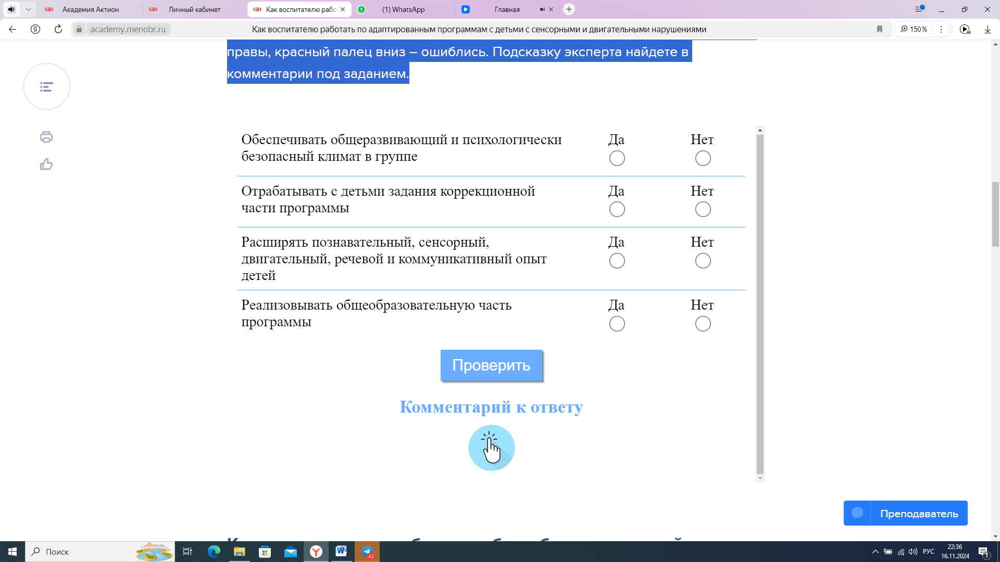 Академия Актион
Личный кабинет
Как воспитателю рабо
1
(1) WhatsApp
Главная
Я
academy.menobr.ru
Как воспитателю работать по адаптированным программам с детьми с сенсорными и двигательными нарушениями
150 %
правы, красный палец вниз – ошиблись. Подсказку эксперта найдете в
комментарии под заданием.
Обеспечивать общеразвивающий и психологически
безопасный климат в группе
Да
Нет
Отрабатывать с детьми задания коррекционной
части программы
Да
Нет
Расширять познавательный, сенсорный,
двигательный, речевой и коммуникативный опыт
детей
Да
Нет
Реализовывать общеобразовательную часть
программы
Да
Нет
Проверить
Комментарий к ответу
Преподаватель
Поиск
РУС
22:36
16.11.2024
1